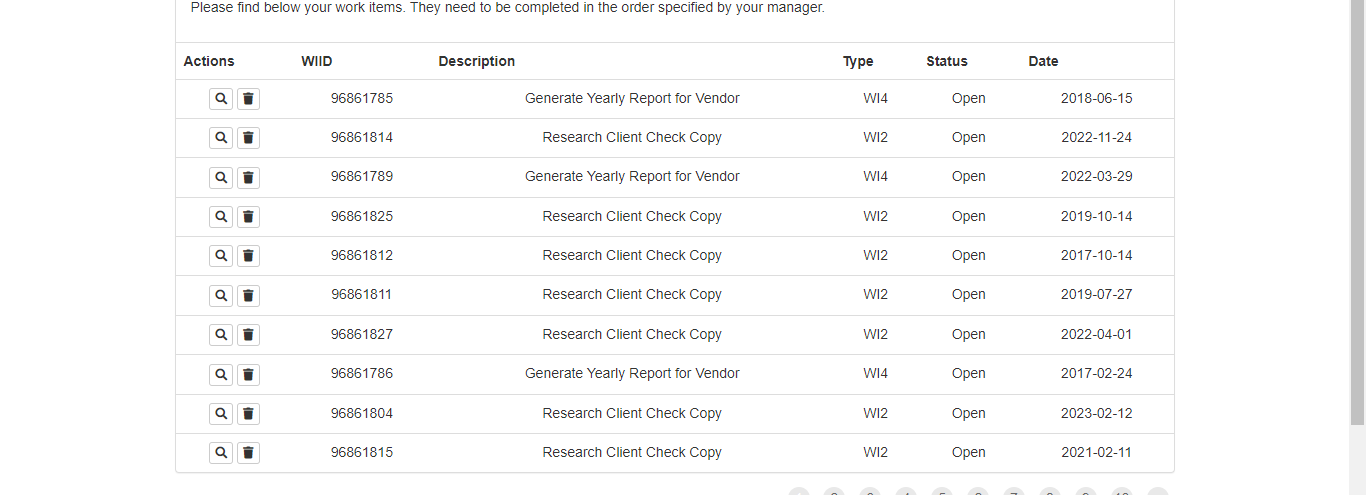 Please find below your work items. They need to be completed in the order specified by your manager.
Actions WIID Description Type Status Date
96861785 Generate Yearly Report for Vendor WI4 Open 2018-06-15
96861814 Research Client Check Copy WI2 Open 2022-11-24
96861789 Generate Yearly Report for Vendor WI4 Open 2022-03-29
96861825 Research Client Check Copy WI2 Open 2019-10-14
96861812 Research Client Check Copy WI2 Open 2017-10-14
96861811 Research Client Check Copy WI2 Open 2019-07-27
96861827 Research Client Check Copy WI2 Open 2022-04-01
96861786 Generate Yearly Report for Vendor WI4 Open 2017-02-24
96861804 Research Client Check Copy WI2 Open 2023-02-12
96861815 Research Client Check Copy WI2 Open 2021-02-11